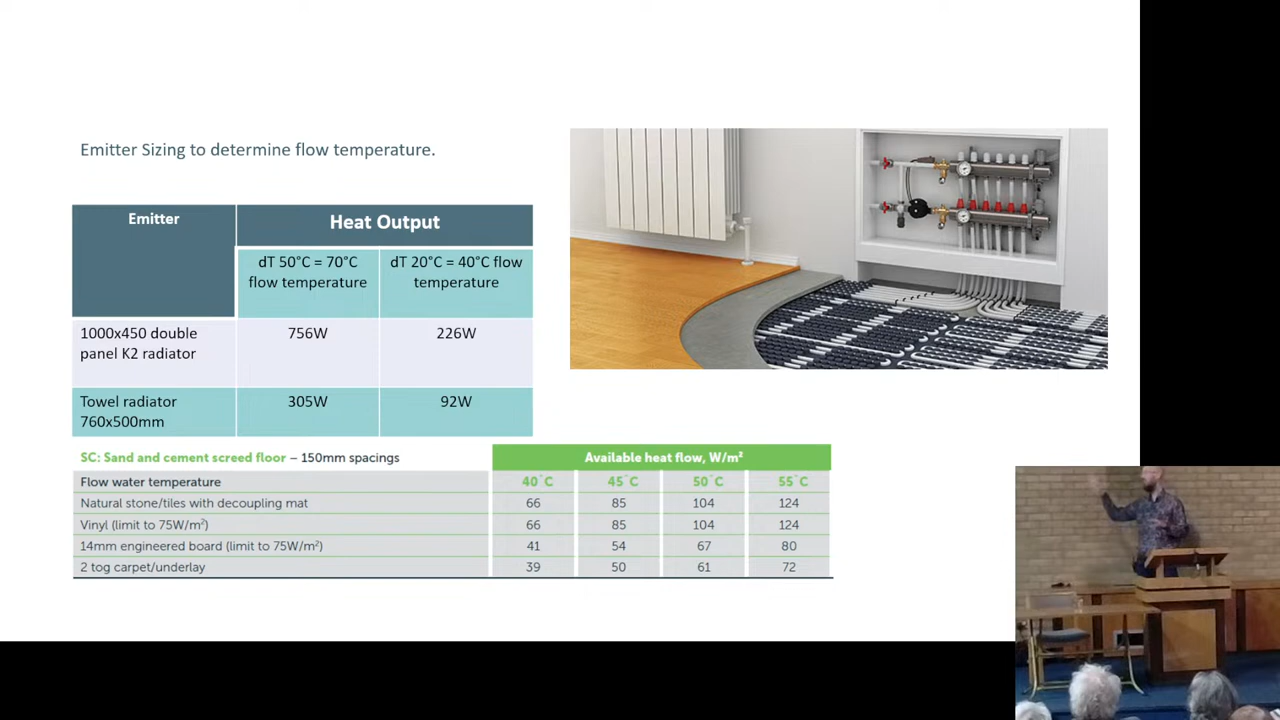 Emitter Sizing to determine flow temperature.
Emitter
Heat Output
dT 50°C = 70°C
flow temperature
dT 20°C = 40°C flow
temperature
1000x450 double
panel K2 radiator
756W
226W
Towel radiator
760x500mm
305W
92W
SC: Sand and cement screed floor – 150mm spacings
Available heat flow, W/m²
Flow water temperature
40°C
45°C
50°C
55°C
Natural stone/tiles with decoupling mat
66
85
104
124
Vinyl (limit to 75W/m²)
66
85
104
124
14mm engineered board (limit to 75W/m²)
41
54
67
80
2 tog carpet/underlay
39
50
61
72